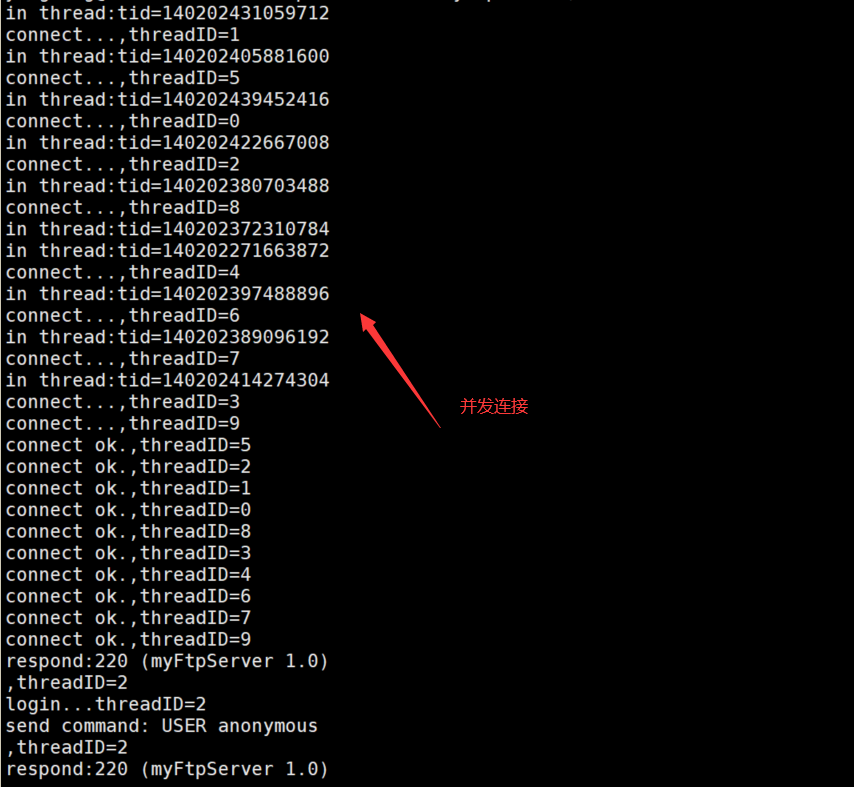 in thread:tid=140202431059712
connect...,threadID=1
in thread:tid=140202405881600
connect...,threadID=5
in thread:tid=140202439452416
connect...,threadID=0
in thread:tid=140202422667008
connect...,threadID=2
in thread:tid=140202380703488
connect...,threadID=8
in thread:tid=140202372310784
in thread:tid=140202271663872
connect...,threadID=4
in thread:tid=140202397488896
connect...,threadID=6
in thread:tid=140202389096192
connect...,threadID=7
in thread:tid=140202414274304
connect...,threadID=3
并发连接
connect...,threadID=9
connect ok.,threadID=5
connect ok.,threadID=2
connect ok.,threadID=1
connect ok.,threadID=0
connect ok.,threadID=8
connect ok.,threadID=3
connect ok.,threadID=4
connect ok.,threadID=6
connect ok.,threadID=7
connect ok.,threadID=9
respond:220 (myFtpServer 1.0)
,threadID=2
login...threadID=2
send command: USER anonymous
,threadID=2
respond:220 (myFtpServer 1.0)